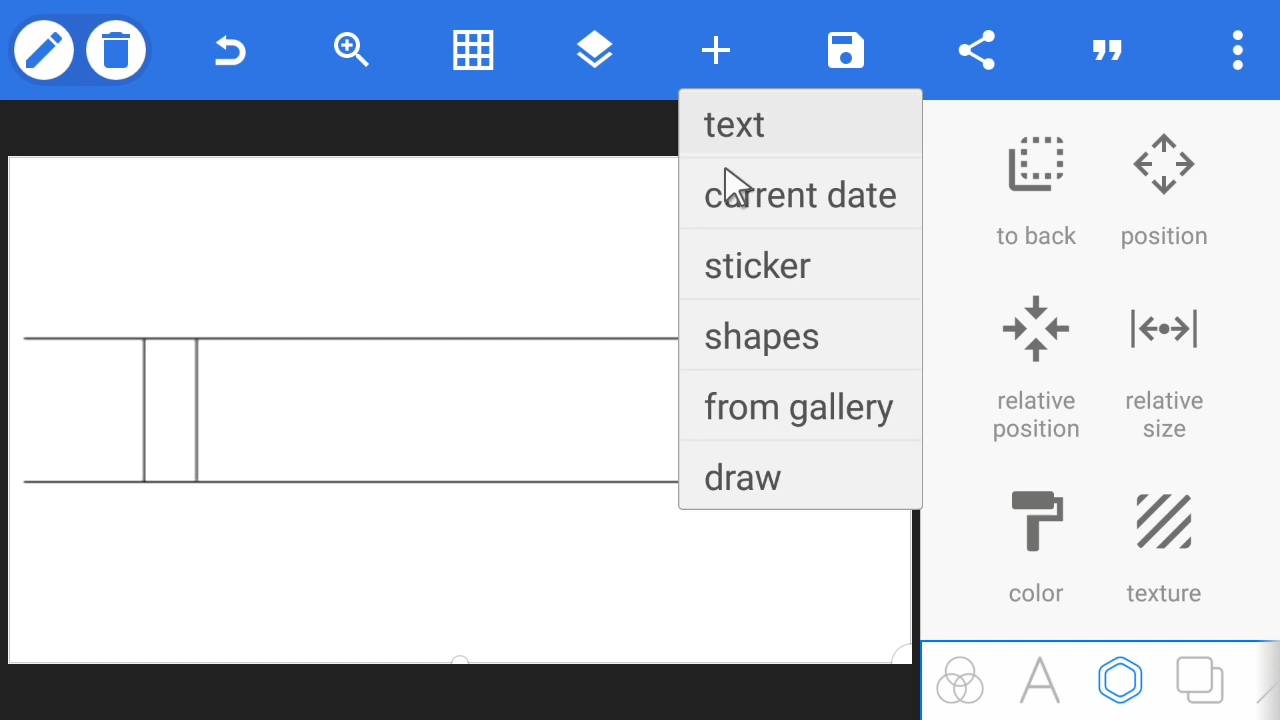 text
current date
sticker
shapes
from gallery
draw
to back
position
relative
position
relative
size
color
texture